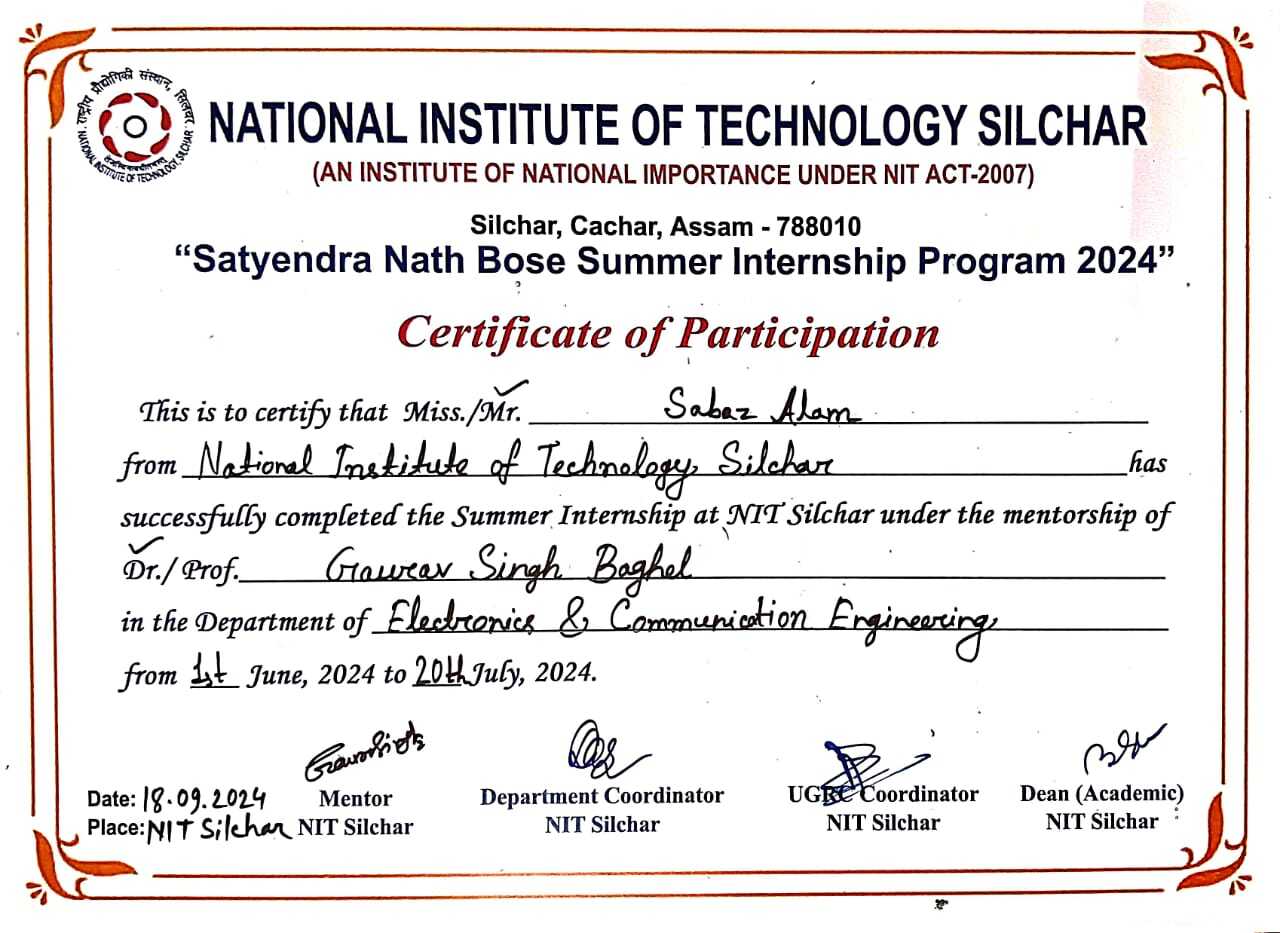 राष्ट्रीय प्रौद्योगिकी संस्थान, सिलचर
NATIONAL INSTITUTE OF TECHNOLOGY, SILCHAR
NATIONAL INSTITUTE OF TECHNOLOGY SILCHAR
(AN INSTITUTE OF NATIONAL IMPORTANCE UNDER NIT ACT-2007)
Silchar, Cachar, Assam - 788010
“Satyendra Nath Bose Summer Internship Program 2024”
Certificate of Participation
This is to certify that Miss./Mr. Sabaz Alam
from National Institute of Technology, Silchar has
successfully completed the Summer Internship at NIT Silchar under the mentorship of
Dr./ Prof. Gaurav Singh Baghel
in the Department of Electronics & Communication Engineering,
from 1st June, 2024 to 20th July, 2024.
Date: 18.09.2024 Mentor Department Coordinator UGRC Coordinator Dean (Academic)
Place: NIT Silchar NIT Silchar NIT Silchar NIT Silchar NIT Silchar